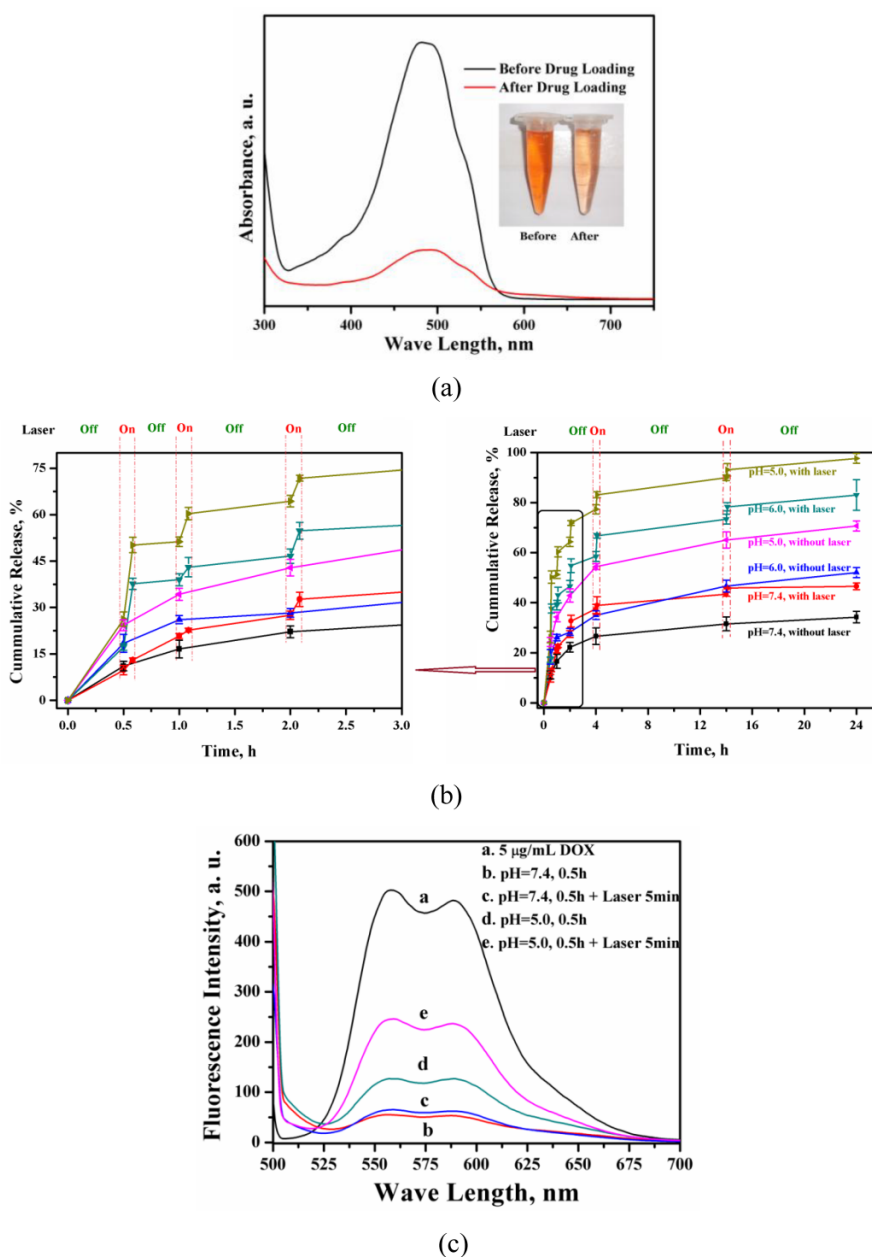 Before Drug Loading
After Drug Loading
Before After
Absorbance, a. u.
300 400 500 600 700
Wave Length, nm
(a)
Laser Off On Off On Off On Off
Cummulative Release, %
75
60
45
30
15
0
0.0 0.5 1.0 1.5 2.0 2.5 3.0
Time, h
Laser Off On Off On Off
Cummulative Release, %
100
80
60
40
20
0
pH=5.0, with laser
pH=6.0, with laser
pH=5.0, without laser
pH=6.0, without laser
pH=7.4, with laser
pH=7.4, without laser
0 4 8 12 16 20 24
Time, h
(b)
Fluorescence Intensity, a. u.
600
500
400
300
200
100
0
a. 5 μg/mL DOX
b. pH=7.4, 0.5h
c. pH=7.4, 0.5h + Laser 5min
d. pH=5.0, 0.5h
e. pH=5.0, 0.5h + Laser 5min
a
e
d
c
b
500 525 550 575 600 625 650 675 700
Wave Length, nm
(c)